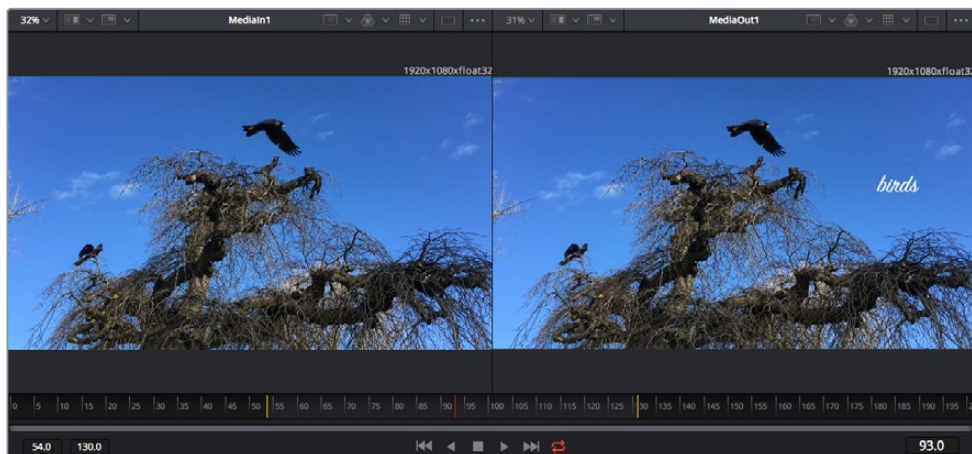 32% MediaIn1 31% MediaOut1
1920x1080xfloat32 1920x1080xfloat32
birds
0 5 10 15 20 25 30 35 40 45 50 55 60 65 70 75 80 85 90 95 100 105 110 115 120 125 130 135 140 145 150 155 160 165 170 175 180 185 190 195
54.0 130.0 93.0